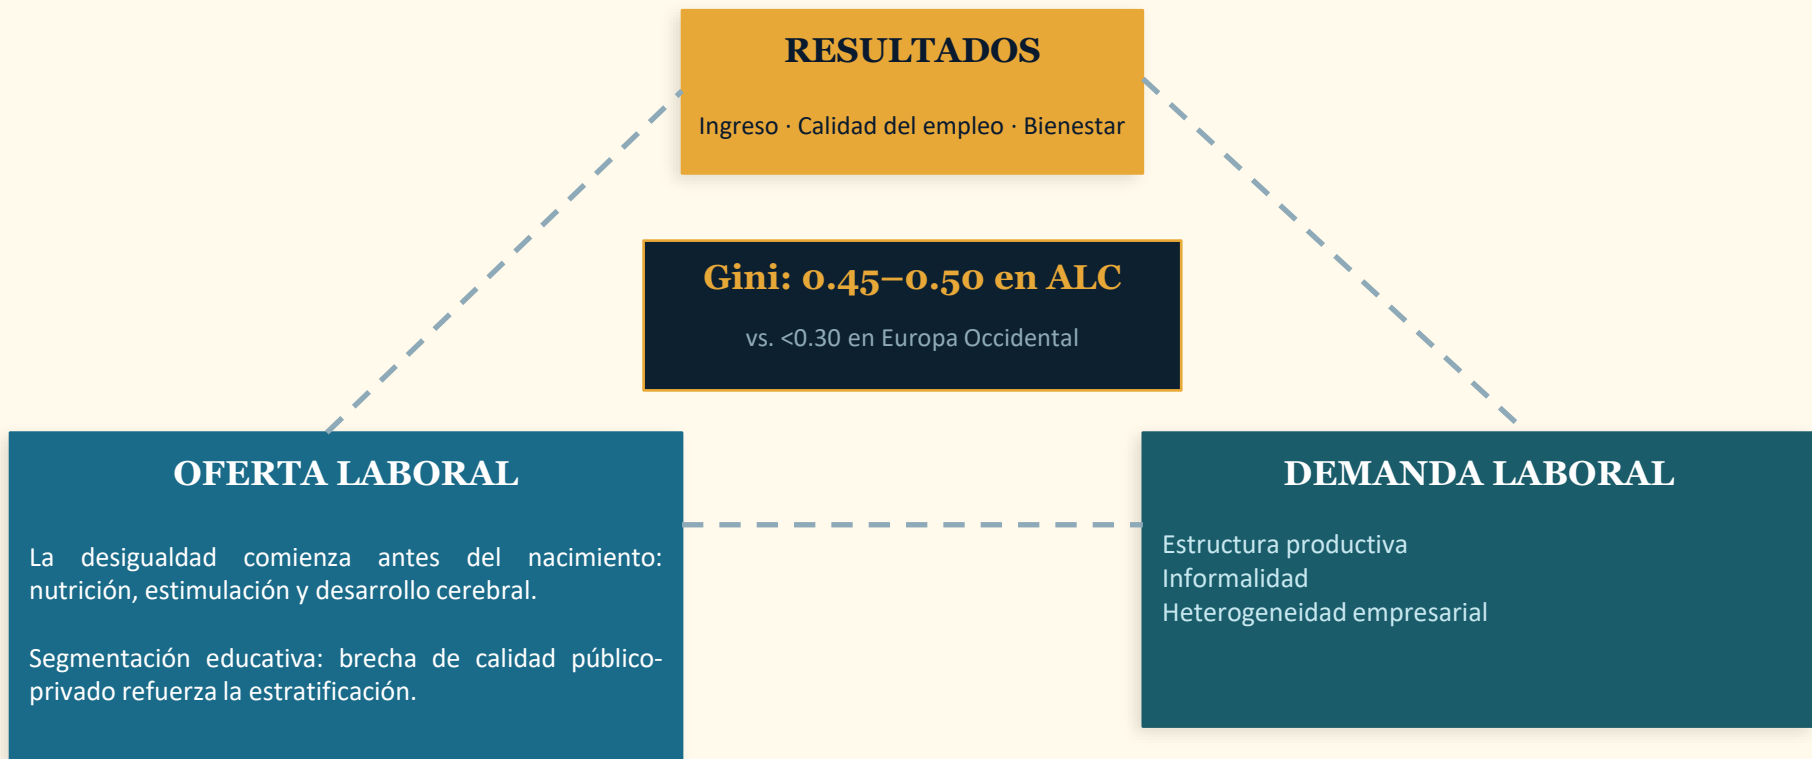 RESULTADOS
Ingreso · Calidad del empleo · Bienestar
Gini: 0.45–0.50 en ALC
vs. <0.30 en Europa Occidental
OFERTA LABORAL
La desigualdad comienza antes del nacimiento:
nutrición, estimulación y desarrollo cerebral.
Segmentación educativa: brecha de calidad público-
privado refuerza la estratificación.
DEMANDA LABORAL
Estructura productiva
Informalidad
Heterogeneidad empresarial